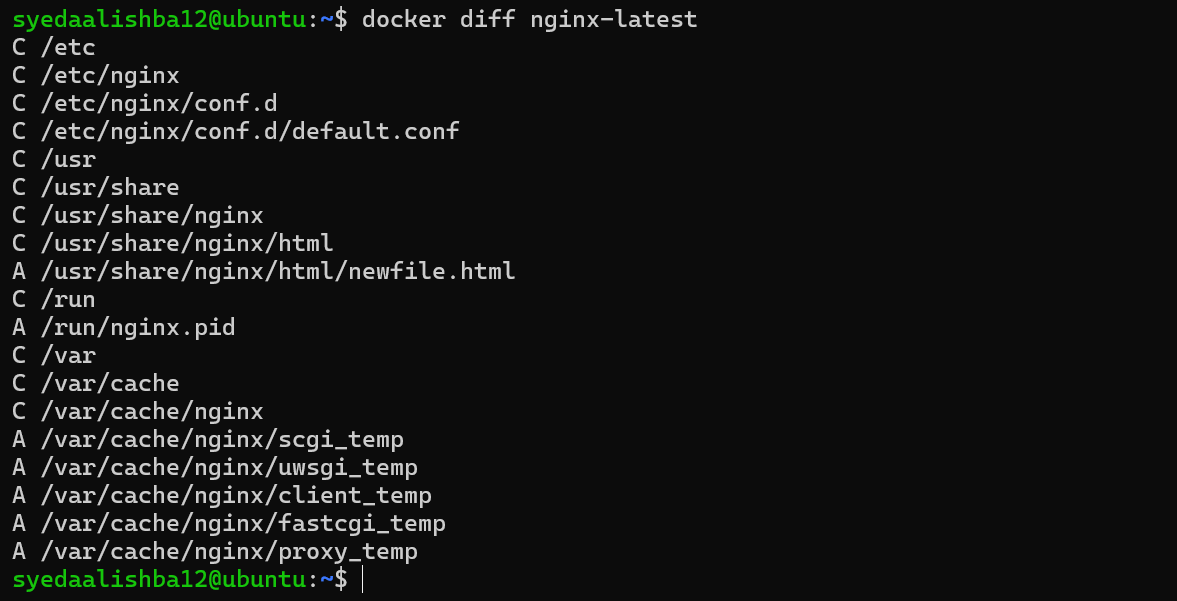 syedaalishba12@ubuntu:~$ docker diff nginx-latest
C /etc
C /etc/nginx
C /etc/nginx/conf.d
C /etc/nginx/conf.d/default.conf
C /usr
C /usr/share
C /usr/share/nginx
C /usr/share/nginx/html
A /usr/share/nginx/html/newfile.html
C /run
A /run/nginx.pid
C /var
C /var/cache
C /var/cache/nginx
A /var/cache/nginx/scgi_temp
A /var/cache/nginx/uwsgi_temp
A /var/cache/nginx/client_temp
A /var/cache/nginx/fastcgi_temp
A /var/cache/nginx/proxy_temp
syedaalishba12@ubuntu:~$